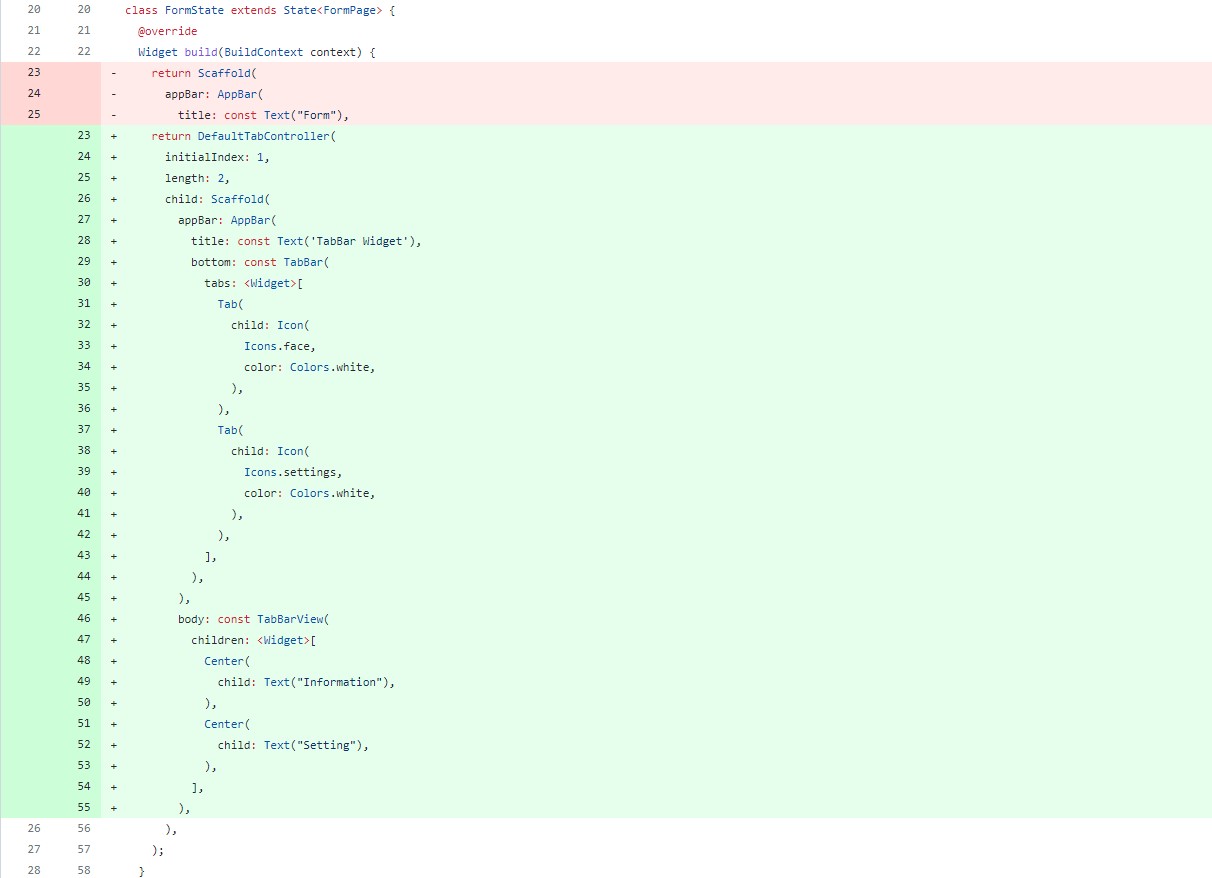 20 20 class FormState extends State<FormPage> {
21 21 @override
22 22 Widget build(BuildContext context) {
23 - return Scaffold(
24 - appBar: AppBar(
25 - title: const Text("Form"),
23 + return DefaultTabController(
24 + initialIndex: 1,
25 + length: 2,
26 + child: Scaffold(
27 + appBar: AppBar(
28 + title: const Text('TabBar Widget'),
29 + bottom: const TabBar(
30 + tabs: <Widget>[
31 + Tab(
32 + child: Icon(
33 + Icons.face,
34 + color: Colors.white,
35 + ),
36 + ),
37 + Tab(
38 + child: Icon(
39 + Icons.settings,
40 + color: Colors.white,
41 + ),
42 + ),
43 + ],
44 + ),
45 + ),
46 + body: const TabBarView(
47 + children: <Widget>[
48 + Center(
49 + child: Text("Information"),
50 + ),
51 + Center(
52 + child: Text("Setting"),
53 + ),
54 + ],
55 + ),
26 56 ),
27 57 );
28 58 }